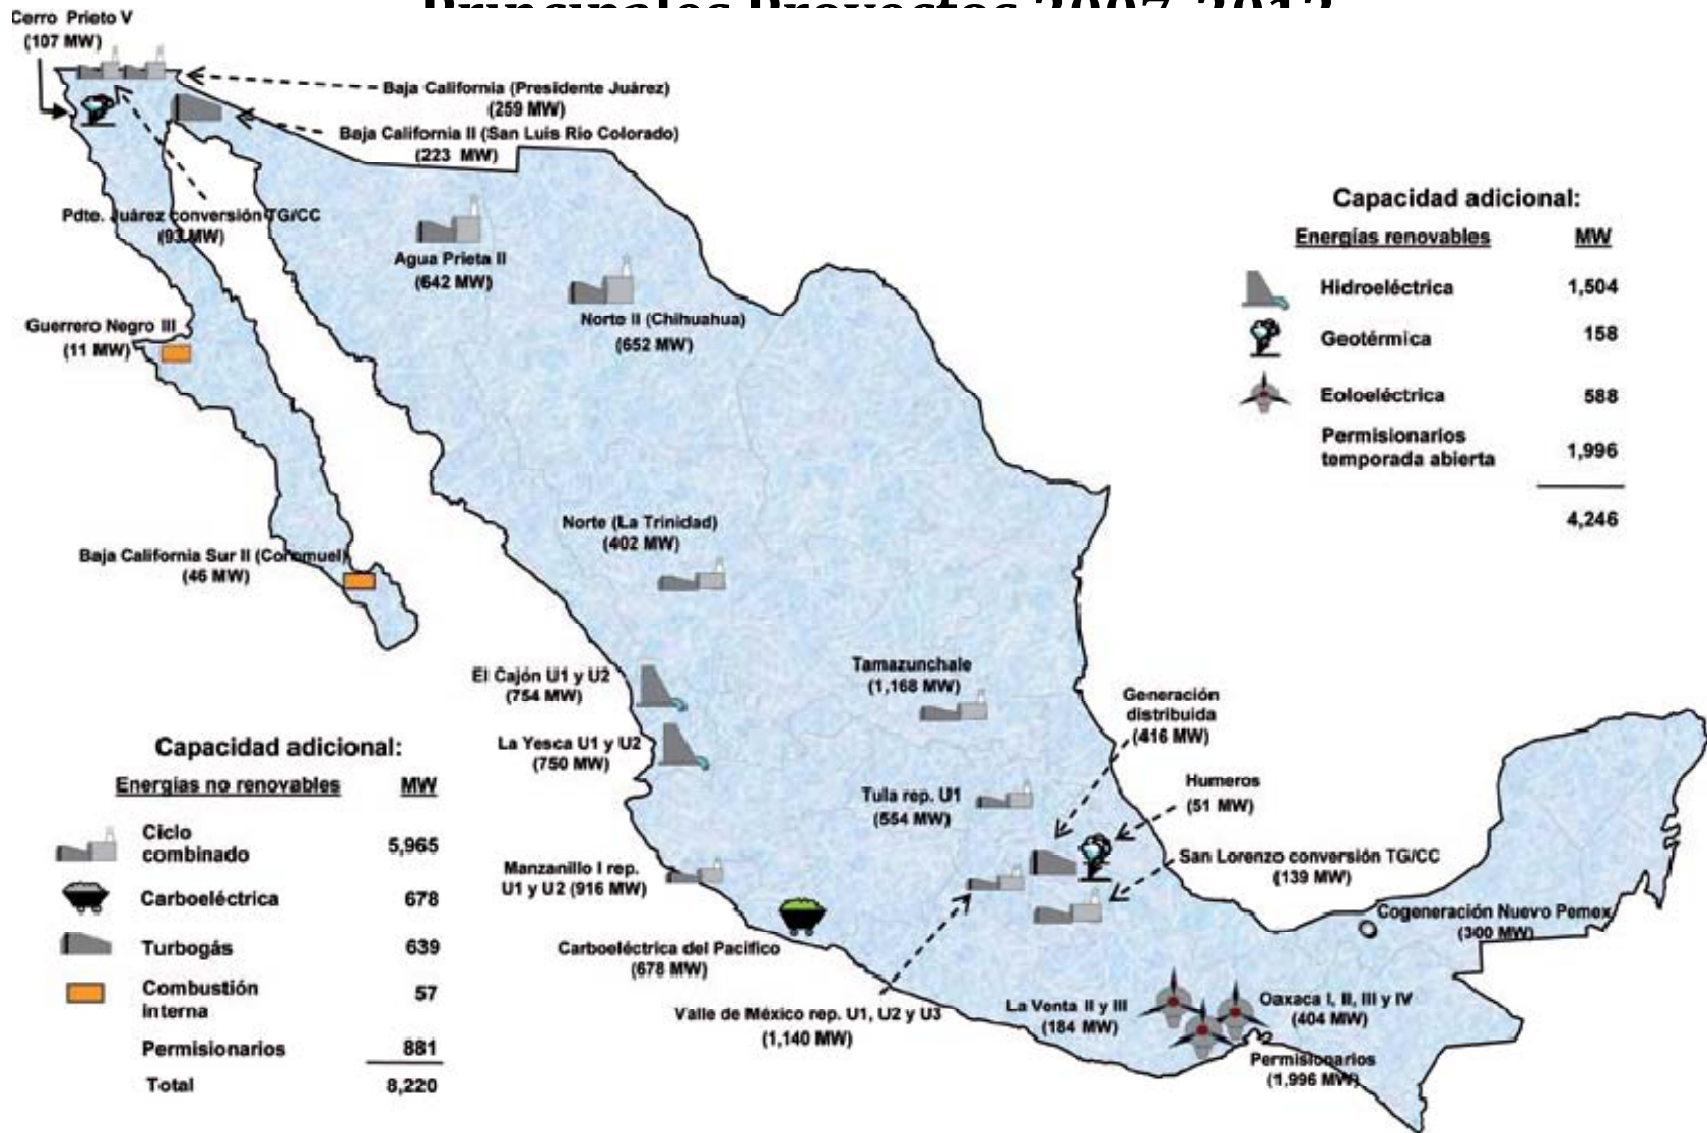 Principales Proyectos 2007-2012
Cerro Prieto V
(107 MW)
Baja California (Presidente Juárez)
(259 MW)
Baja California II (San Luis Río Colorado)
(223 MW)
Pdte. Juárez conversión TG/CC
(93 MW)
Agua Prieta II
(642 MW)
Norte II (Chihuahua)
(652 MW)
Guerrero Negro III
(11 MW)
Capacidad adicional:
Energías renovables MW
Hidroeléctrica 1,504
Geotérmica 158
Eoloeléctrica 588
Permisionarios
temporada abierta 1,996
4,246
Norte (La Trinidad)
(402 MW)
Baja California Sur II (Coromuel)
(46 MW)
El Cajón U1 y U2
(754 MW)
La Yesca U1 y U2
(750 MW)
Tamazunchale
(1,168 MW)
Generación
distribuida
(416 MW)
Humeros
(51 MW)
Tula rep. U1
(554 MW)
San Lorenzo conversión TG/CC
(139 MW)
Manzanillo I rep.
U1 y U2 (916 MW)
Carboeléctrica del Pacífico
(678 MW)
Cogeneración Nuevo Pemex
(300 MW)
Valle de México rep. U1, U2 y U3
(1,140 MW)
La Venta II y III
(184 MW)
Oaxaca I, II, III y IV
(404 MW)
Permisionarios
(1,996 MW)
Capacidad adicional:
Energías no renovables MW
Ciclo
combinado 5,965
Carboeléctrica 678
Turbogás 639
Combustión
interna 57
Permisionarios 881
Total 8,220